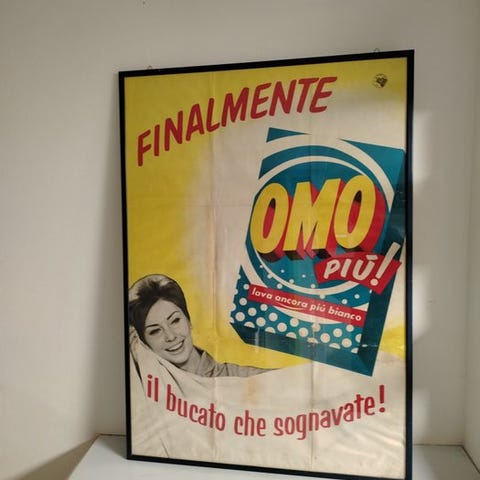 FINALMENTE
OMO
PIÙ!
lava ancora più bianco
il bucato che sognavate!